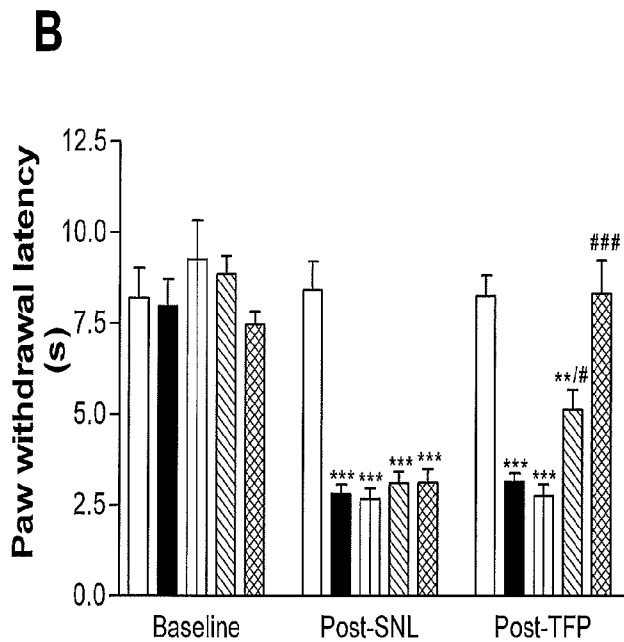 B
Paw withdrawal latency
(s)
12.5
10.0
7.5
5.0
2.5
0.0
*** *** *** ***
*** *** **/# ###
Baseline Post-SNL Post-TFP